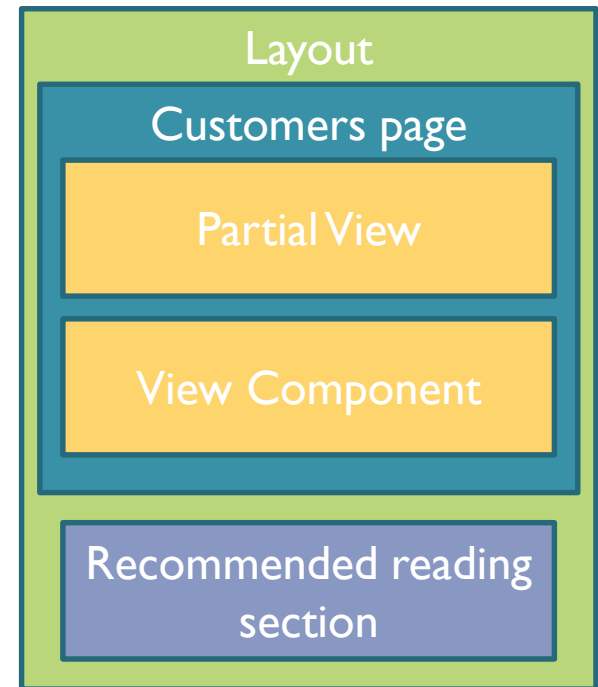 Layout
Customers page
Partial View
View Component
Recommended reading
section